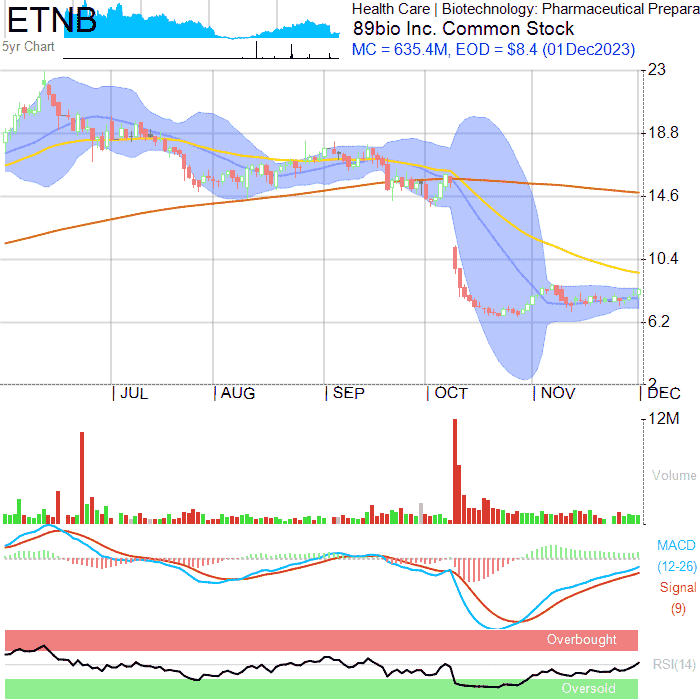 ETNB
Health Care | Biotechnology: Pharmaceutical Prepara
89bio Inc. Common Stock
5yr Chart
MC = 635.4M, EOD = $8.4 (01Dec2023)
23
18.8
14.6
10.4
6.2
2
JUL AUG SEP OCT NOV DEC
12M
Volume
MACD
(12-26)
Signal
(9)
Overbought
RSI(14)
Oversold